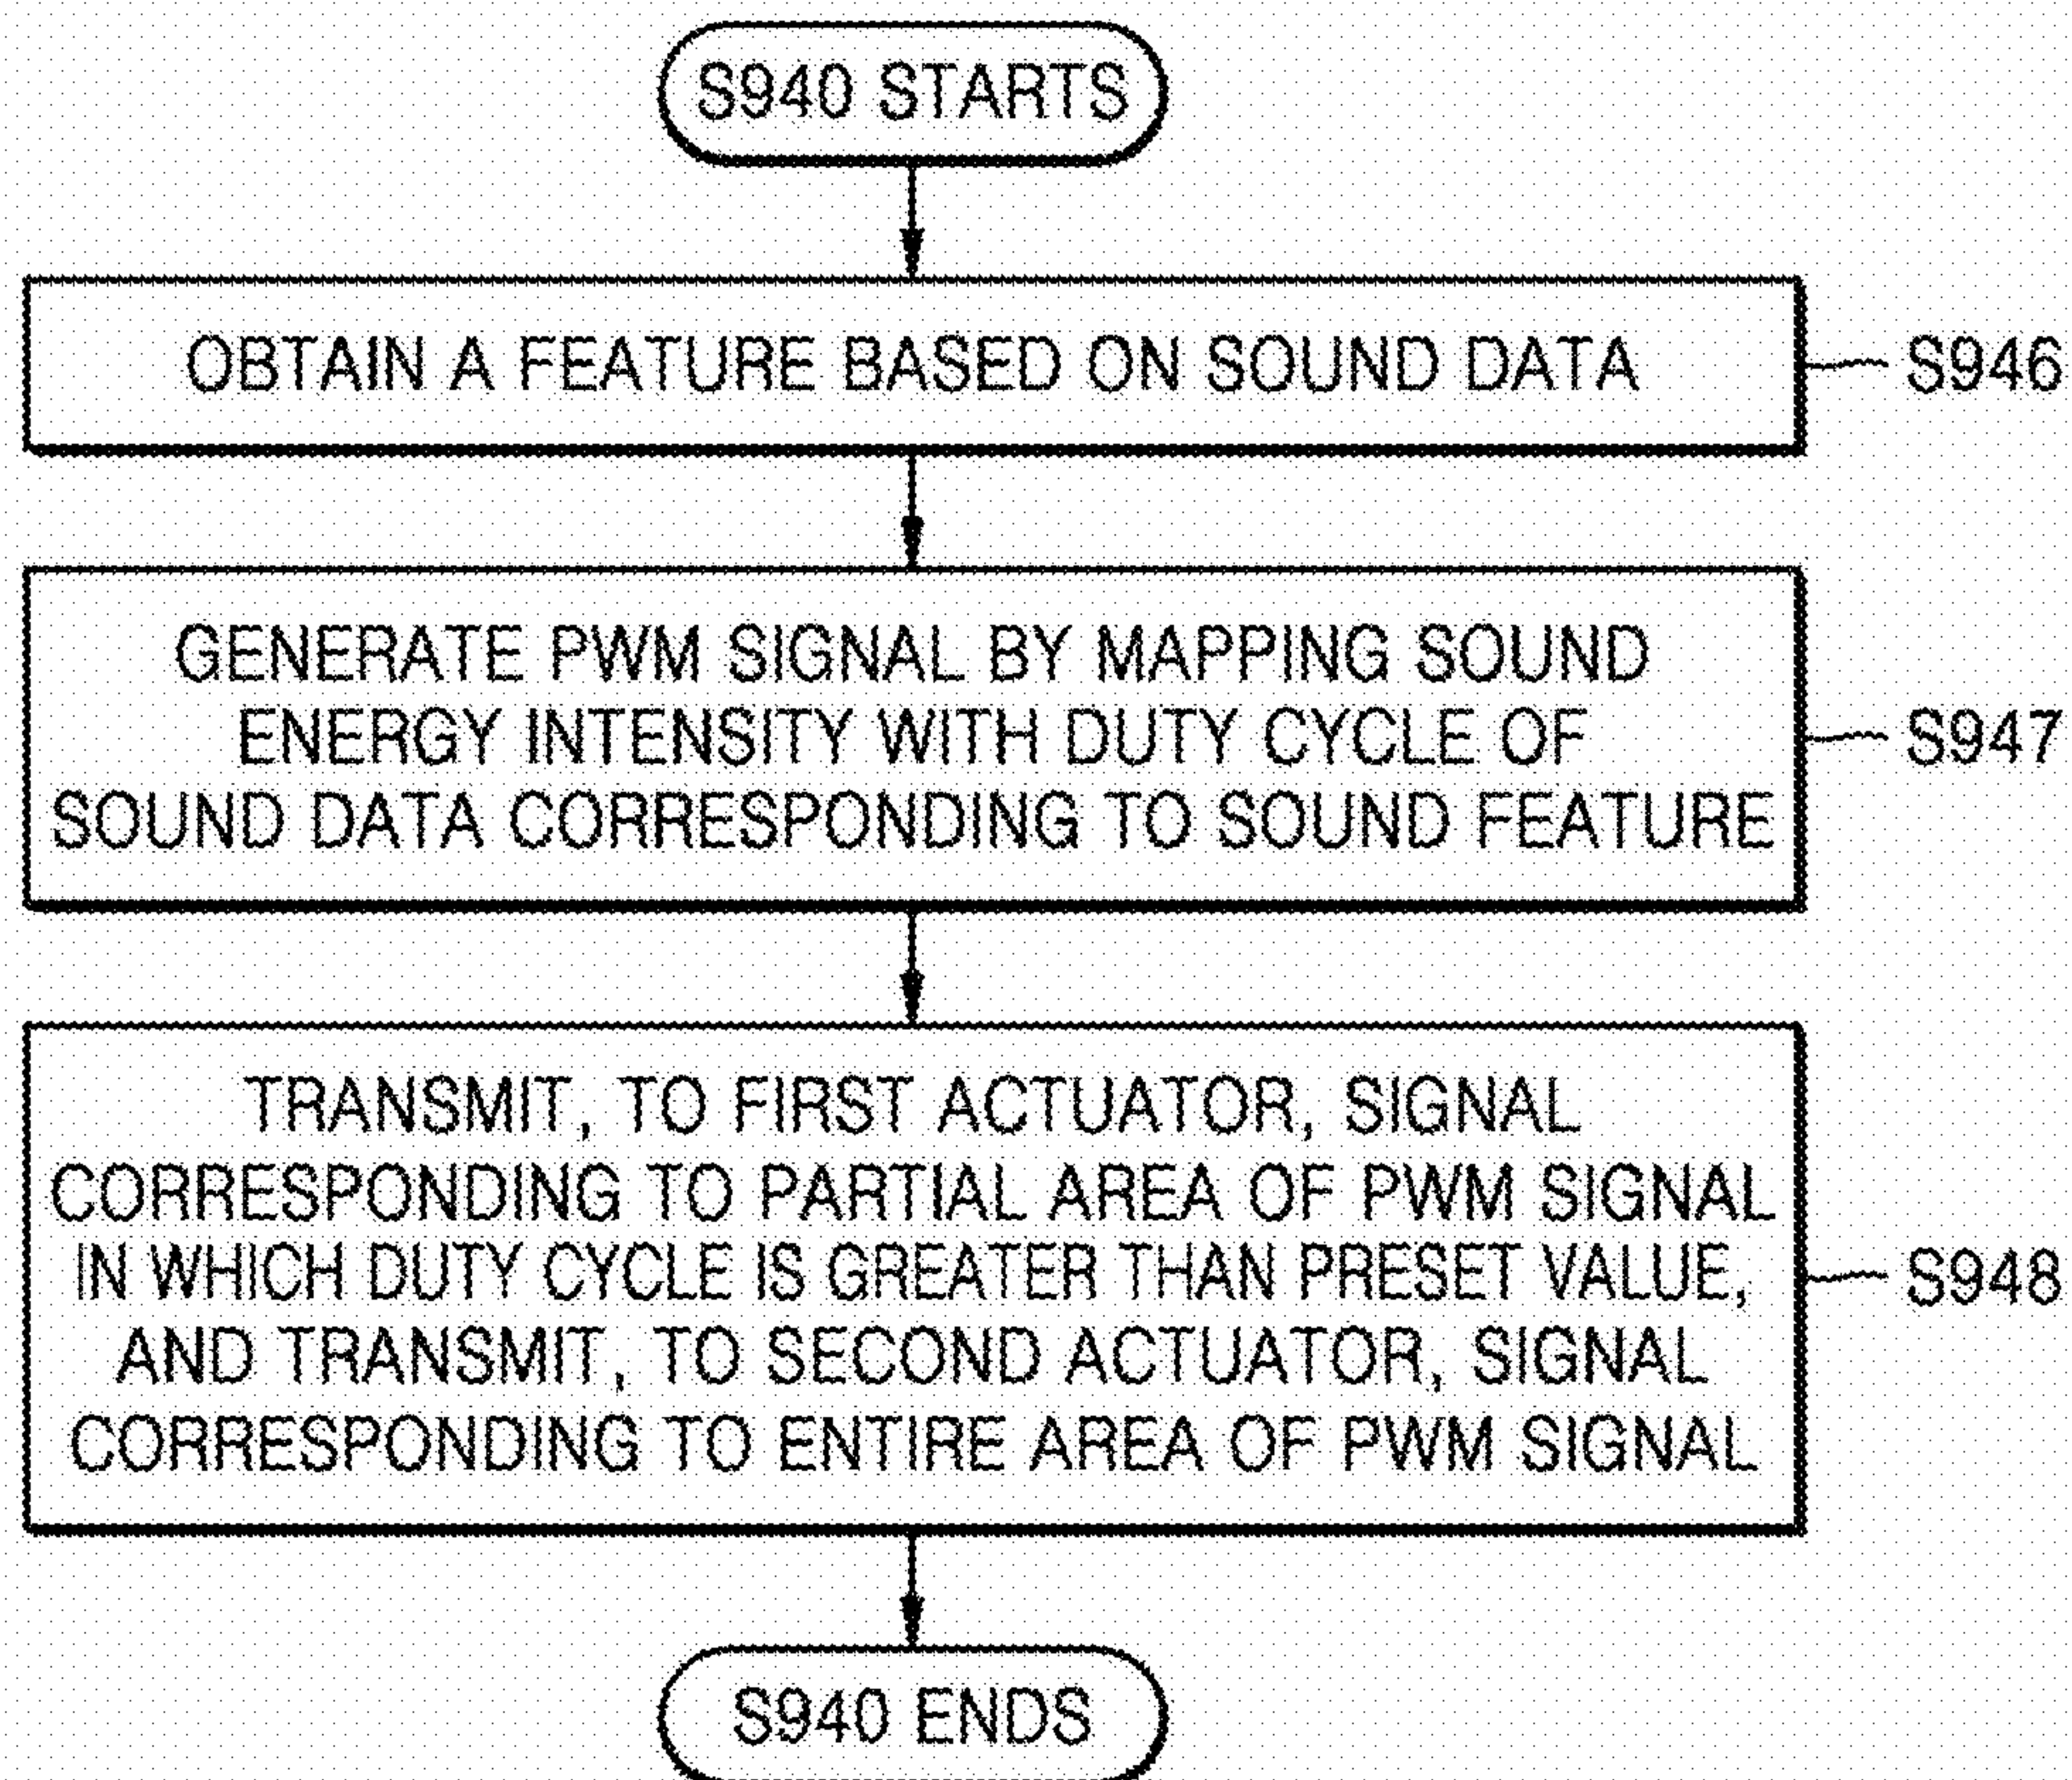 S940 STARTS
OBTAIN A FEATURE BASED ON SOUND DATA
S946
GENERATE PWM SIGNAL BY MAPPING SOUND
ENERGY INTENSITY WITH DUTY CYCLE OF
SOUND DATA CORRESPONDING TO SOUND FEATURE
S947
TRANSMIT, TO FIRST ACTUATOR, SIGNAL
CORRESPONDING TO PARTIAL AREA OF PWM SIGNAL
IN WHICH DUTY CYCLE IS GREATER THAN PRESET VALUE,
AND TRANSMIT, TO SECOND ACTUATOR, SIGNAL
CORRESPONDING TO ENTIRE AREA OF PWM SIGNAL
S948
S940 ENDS